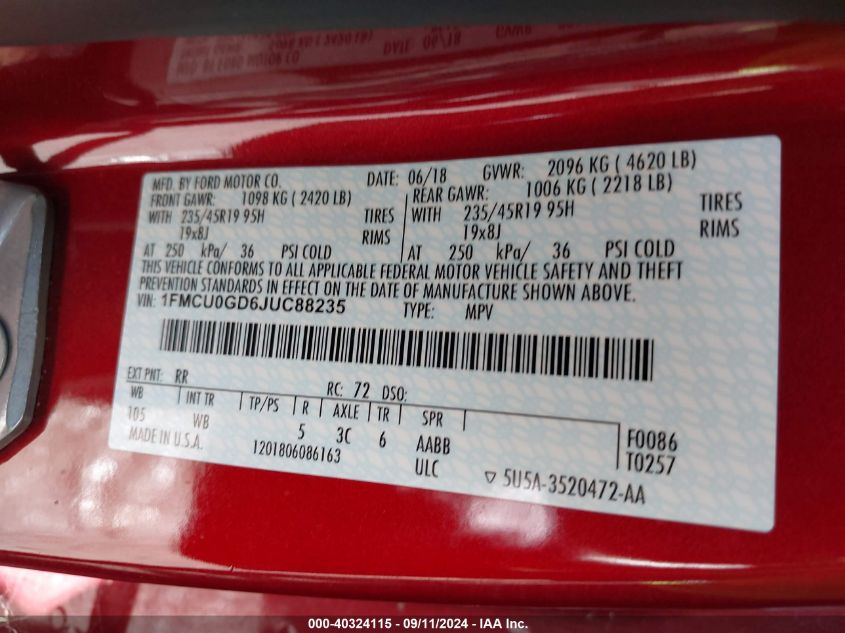 MFD. BY FORD MOTOR CO. DATE: 06/18 GVWR: 2096 KG ( 4620 LB)
FRONT GAWR: 1098 KG ( 2420 LB) REAR GAWR: 1006 KG ( 2218 LB)
WITH 235/45R19 95H TIRES WITH 235/45R19 95H TIRES
19x8J RIMS 19x8J RIMS
AT 250 kPa/ 36 PSI COLD AT 250 kPa/ 36 PSI COLD
THIS VEHICLE CONFORMS TO ALL APPLICABLE FEDERAL MOTOR VEHICLE SAFETY AND THEFT
PREVENTION STANDARDS IN EFFECT ON THE DATE OF MANUFACTURE SHOWN ABOVE.
VIN: 1FMCU0GD6JUC88235 TYPE: MPV
EXT PNT: RR RC: 72 DSO:
WB INT TR TP/PS R AXLE TR SPR
105 WB 5 3C 6 AABB F0086
MADE IN U.S.A. 1201806086163 ULC T0257
5U5A-3520472-AA
000-40324115 - 09/11/2024 - IAA Inc.